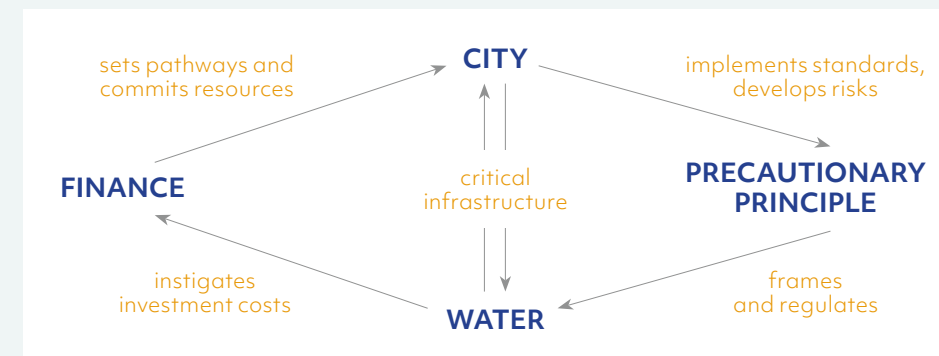 CITY
sets pathways and
commits resources
implements standards,
develops risks
FINANCE
critical
infrastructure
PRECAUTIONARY
PRINCIPLE
instigates
investment costs
frames
and regulates
WATER